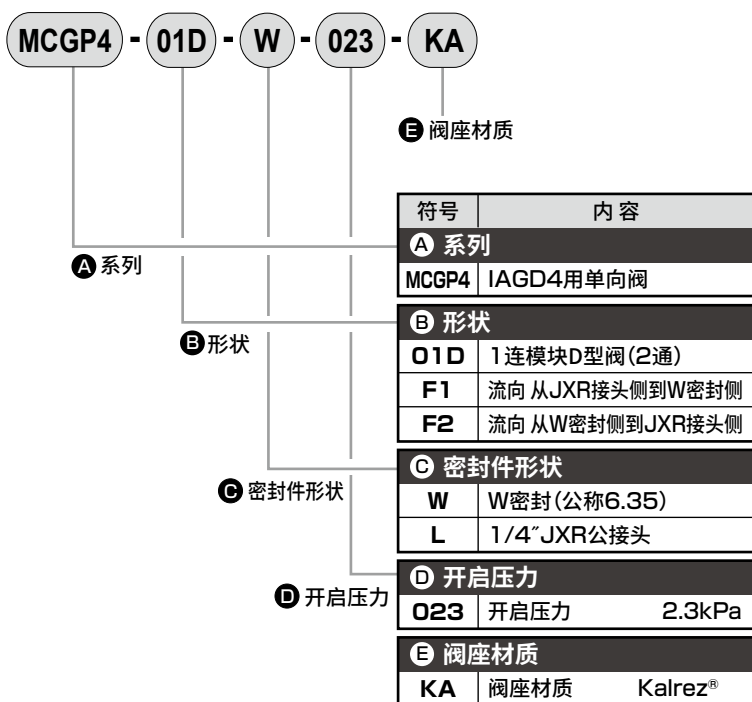 MCGP4 - 01D - W - 023 - KA
E 阀座材质
A 系列
B 形状
C 密封件形状
D 开启压力
符号 内 容
A 系列
MCGP4 IAGD4用单向阀
B 形状
01D 1连模块D型阀(2通)
F1 流向 从JXR接头侧到W密封侧
F2 流向 从W密封侧到JXR接头侧
C 密封件形状
W W密封(公称6.35)
L 1/4″JXR公接头
D 开启压力
023 开启压力 2.3kPa
E 阀座材质
KA 阀座材质 Kalrez®